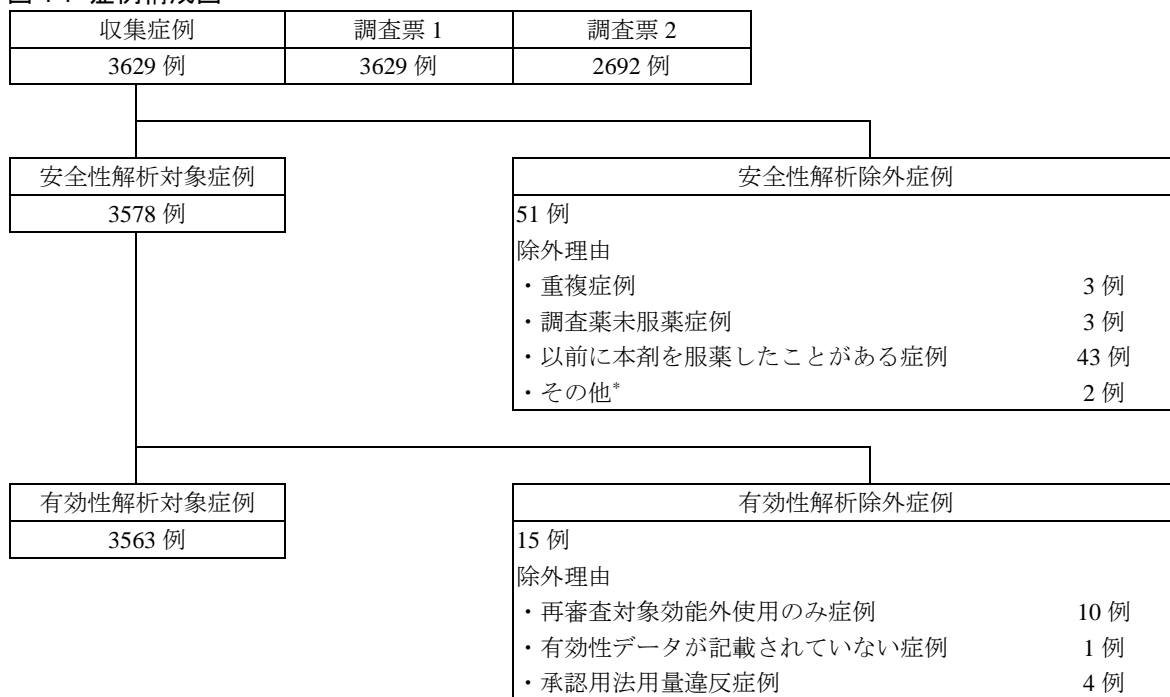 収集症例 調査票 1 調査票 2
3629 例 3629 例 2692 例
安全性解析対象症例 安全性解析除外症例
3578 例 51 例
除外理由
・重複症例 3 例
・調査薬未服薬症例 3 例
・以前に本剤を服薬したことがある症例 43 例
・その他* 2 例
有効性解析対象症例 有効性解析除外症例
3563 例 15 例
除外理由
・再審査対象効能外使用のみ症例 10 例
・有効性データが記載されていない症例 1 例
・承認用法用量違反症例 4 例